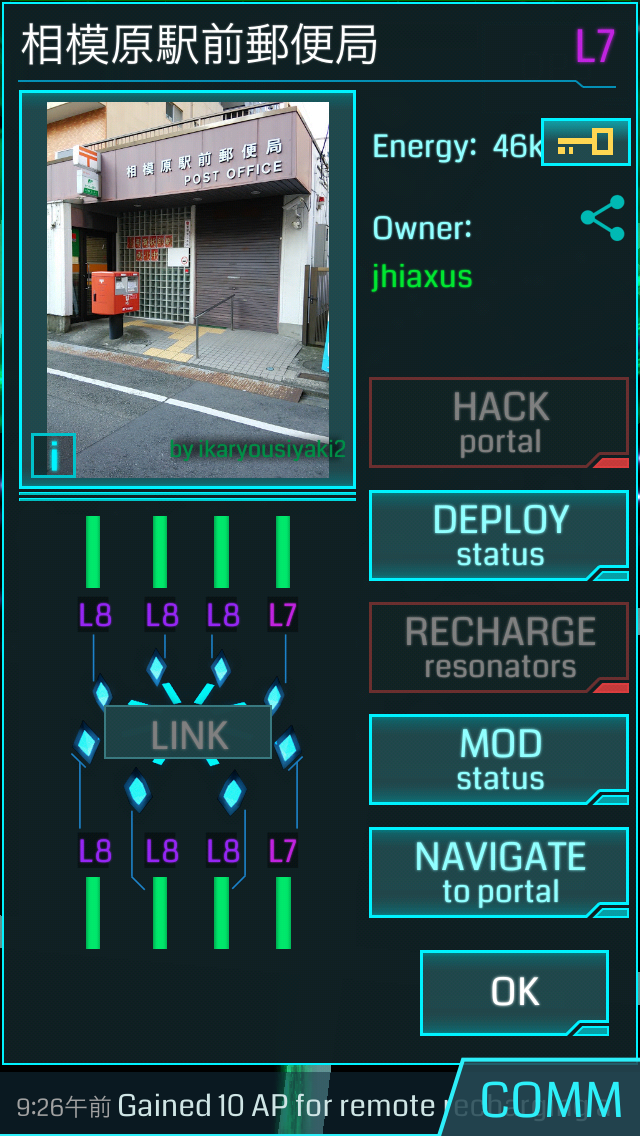 相模原駅前郵便局
L7
相模原駅前郵便局
POST OFFICE
by ikaryousiyaki2
i
Energy: 46k
Owner:
jhiaxus
HACK
portal
DEPLOY
status
RECHARGE
resonators
MOD
status
NAVIGATE
to portal
L8 L8 L8 L7
LINK
L8 L8 L8 L7
OK
9:26午前 Gained 10 AP for remote
COMM